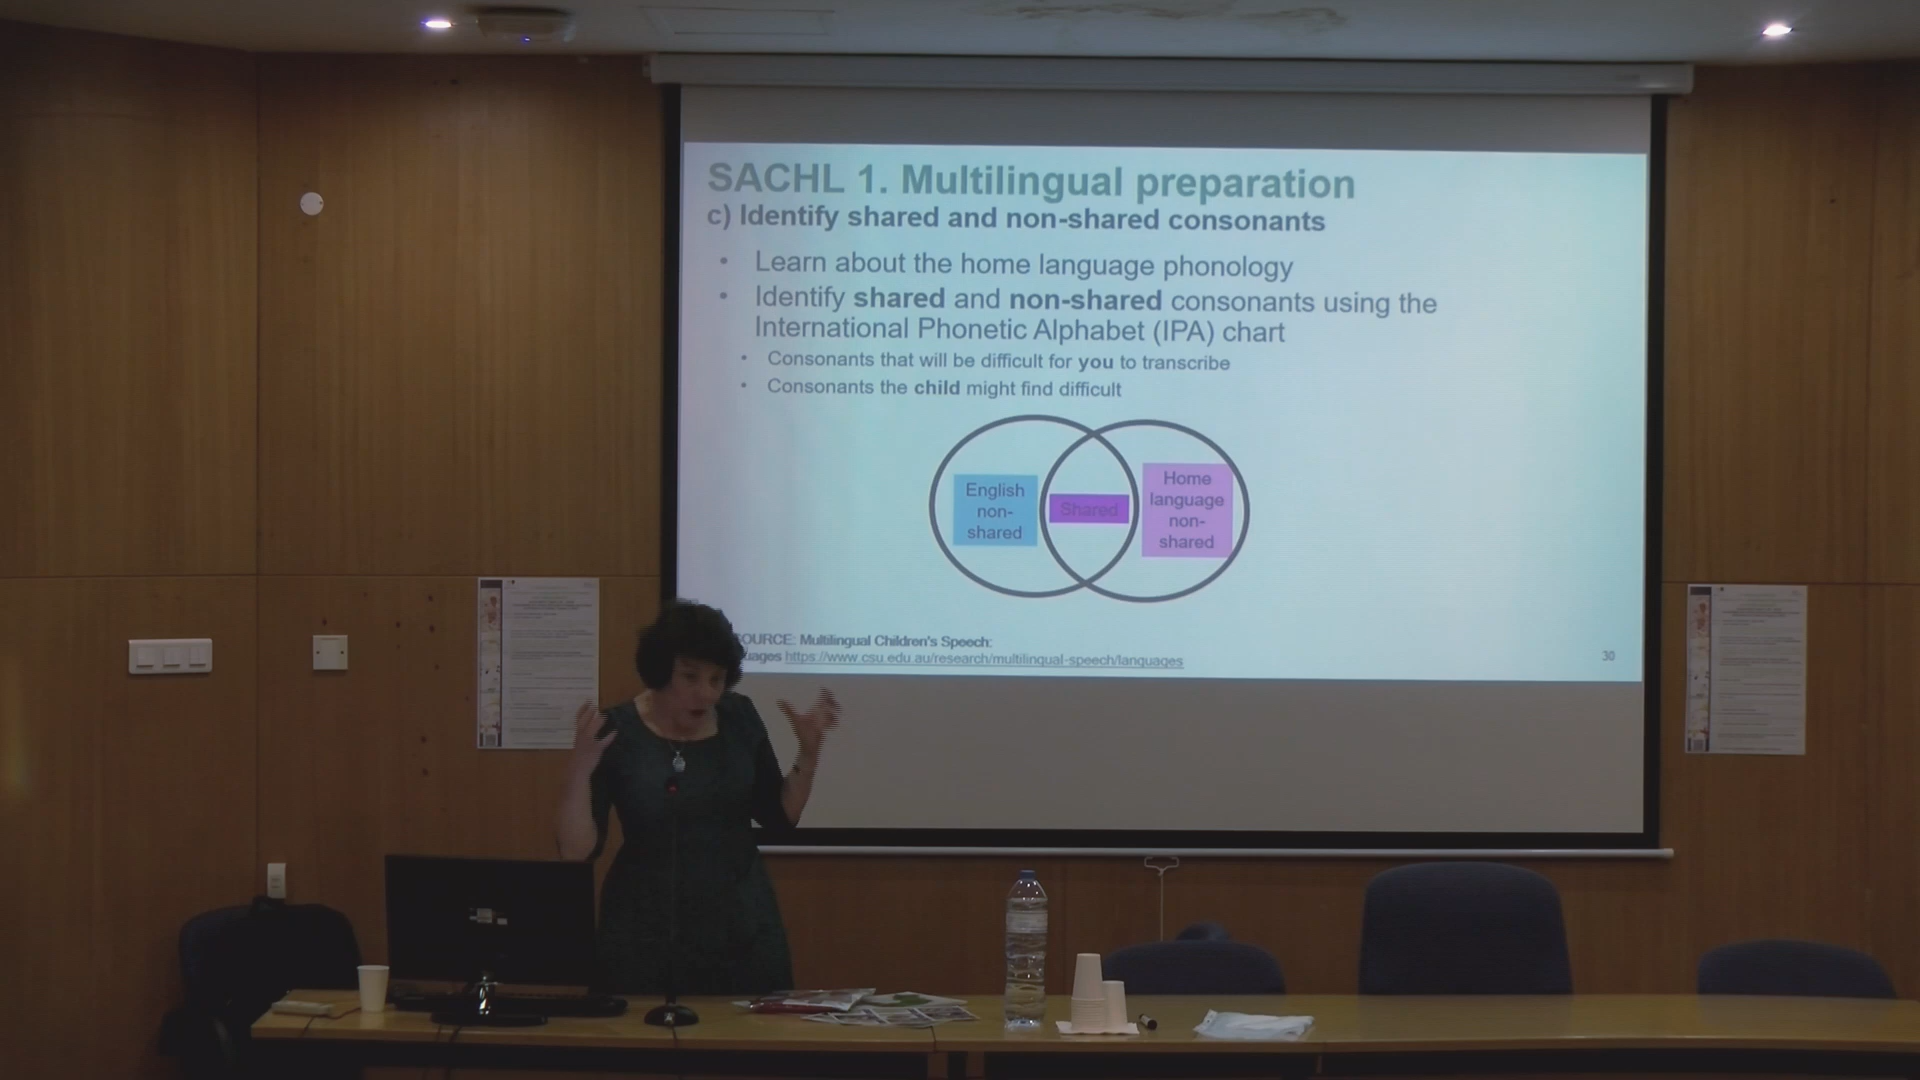 SACHL 1. Multilingual preparation
c) Identify shared and non-shared consonants
• Learn about the home language phonology
• Identify shared and non-shared consonants using the
International Phonetic Alphabet (IPA) chart
• Consonants that will be difficult for you to transcribe
• Consonants the child might find difficult
English
non-
shared
Shared
Home
language
non-
shared
OURCE: Multilingual Children's Speech:
uages https://www.csu.edu.au/research/multilingual-speech/languages
30